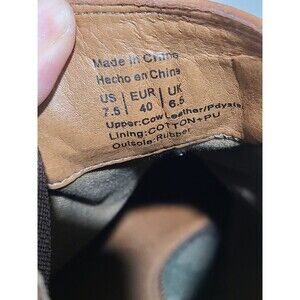 Made in China
Hecho en China
US | EUR | UK
7.5 | 40 | 6.5
Upper:Cow Leather/Pdyate
Lining:COTTON+PU
Outsole:Rubber